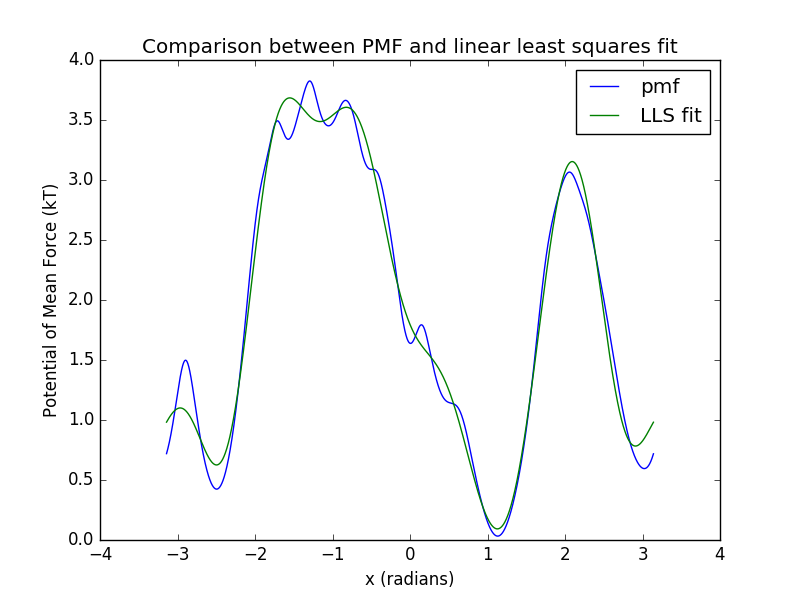 Comparison between PMF and linear least squares fit
4.0
3.5
3.0
2.5
2.0
1.5
1.0
0.5
0.0
Potential of Mean Force (kT)
pmf
LLS fit
−4 −3 −2 −1 0 1 2 3 4
x (radians)